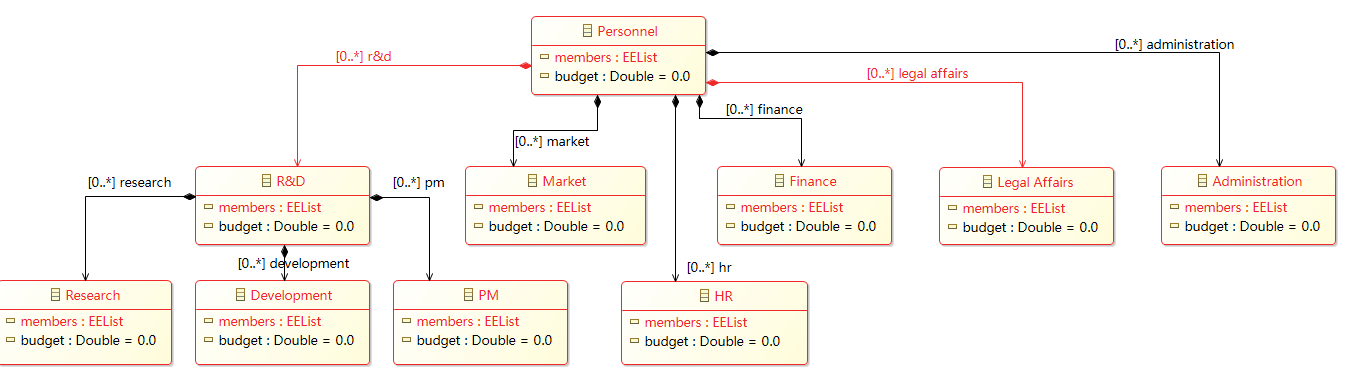 Personnel
members : EEList
budget : Double = 0.0
[0..*] r&d
[0..*] administration
[0..*] legal affairs
[0..*] finance
[0..*] market
[0..*] research
R&D
members : EEList
budget : Double = 0.0
[0..*] pm
Market
members : EEList
budget : Double = 0.0
Finance
members : EEList
budget : Double = 0.0
Legal Affairs
members : EEList
budget : Double = 0.0
Administration
members : EEList
budget : Double = 0.0
[0..*] development
[0..*] hr
Research
members : EEList
budget : Double = 0.0
Development
members : EEList
budget : Double = 0.0
PM
members : EEList
budget : Double = 0.0
HR
members : EEList
budget : Double = 0.0